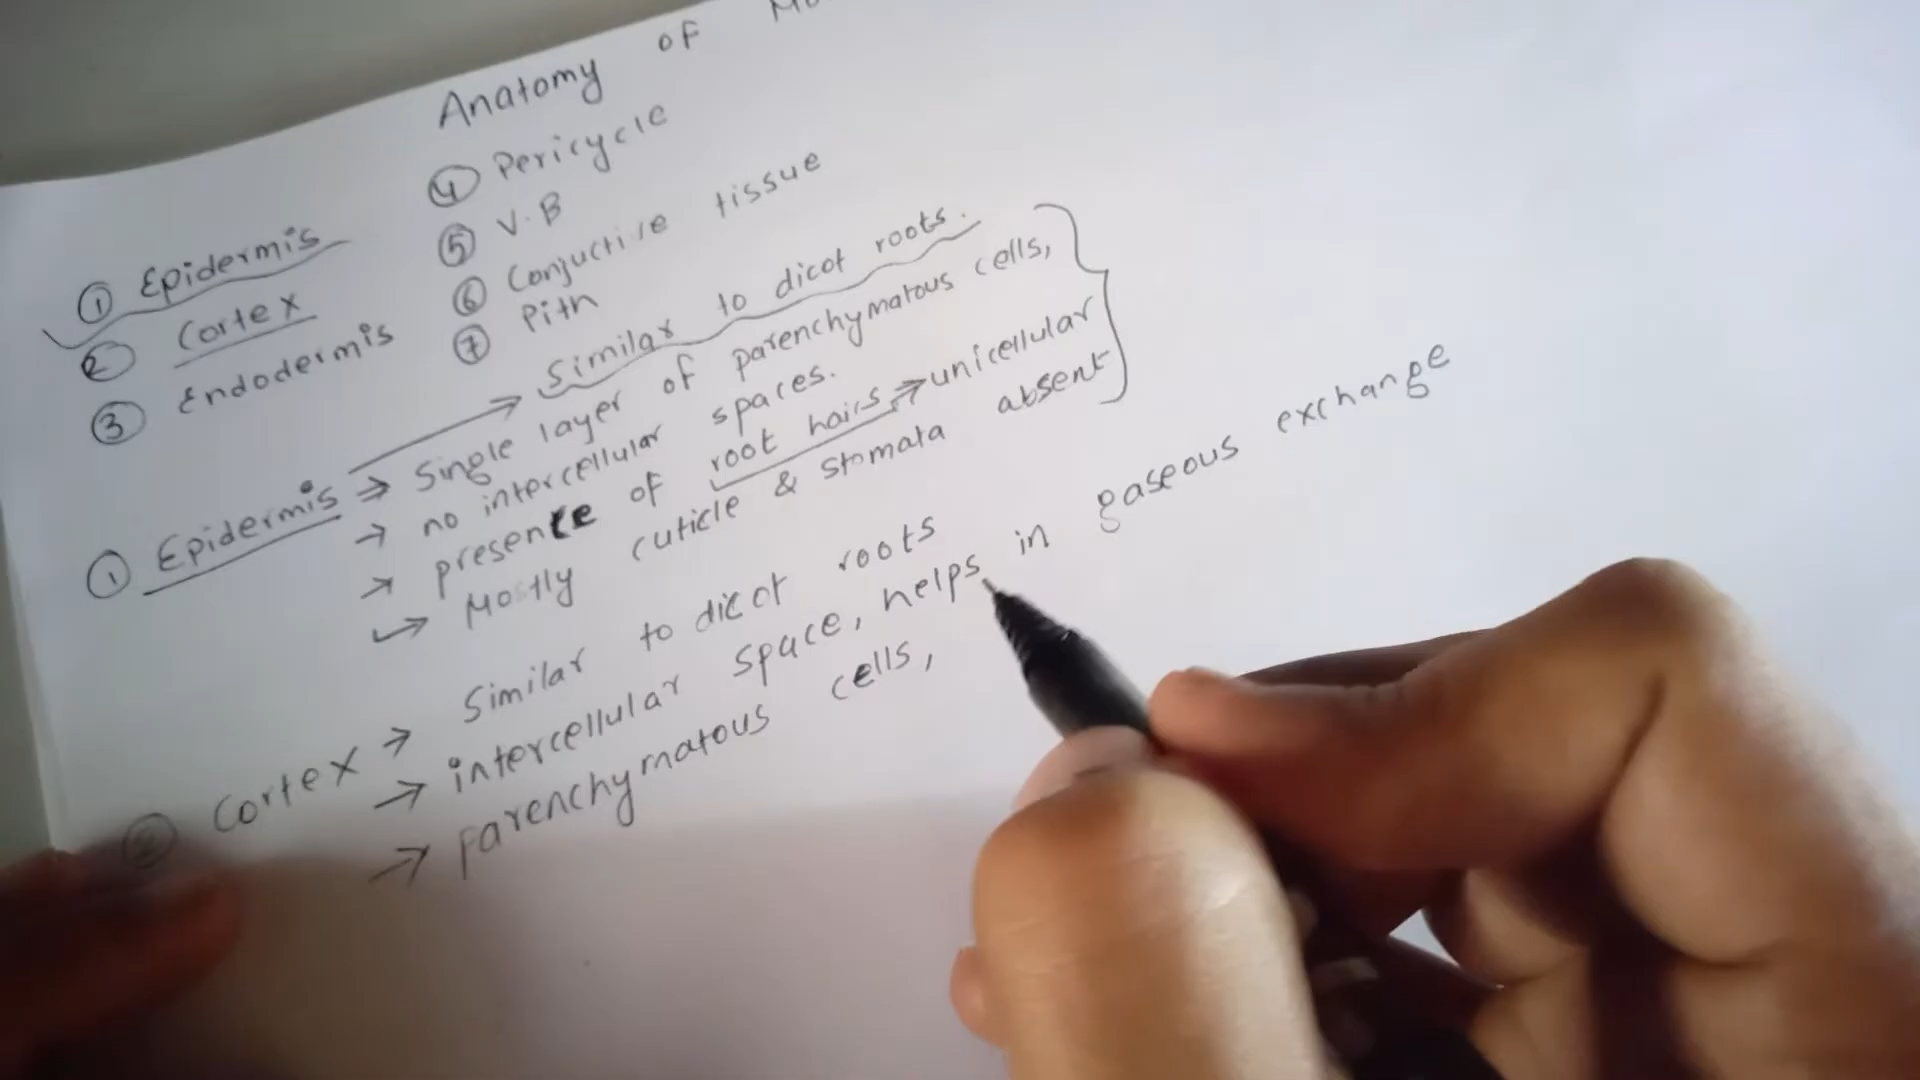 Anatomy of
① Epidermis
② Cortex
③ Endodermis
④ Pericycle
⑤ V.B
⑥ Conjuctive tissue
⑦ Pith
① Epidermis → Similar to dicot roots.
⇒ Single layer of parenchymatous cells,
→ no intercellular spaces.
→ presence of root hairs → unicellular
→ Mostly cuticle & stomata absent
② Cortex → Similar to dicot roots
→ intercellular space, helps in gaseous exchange
→ parenchymatous cells,